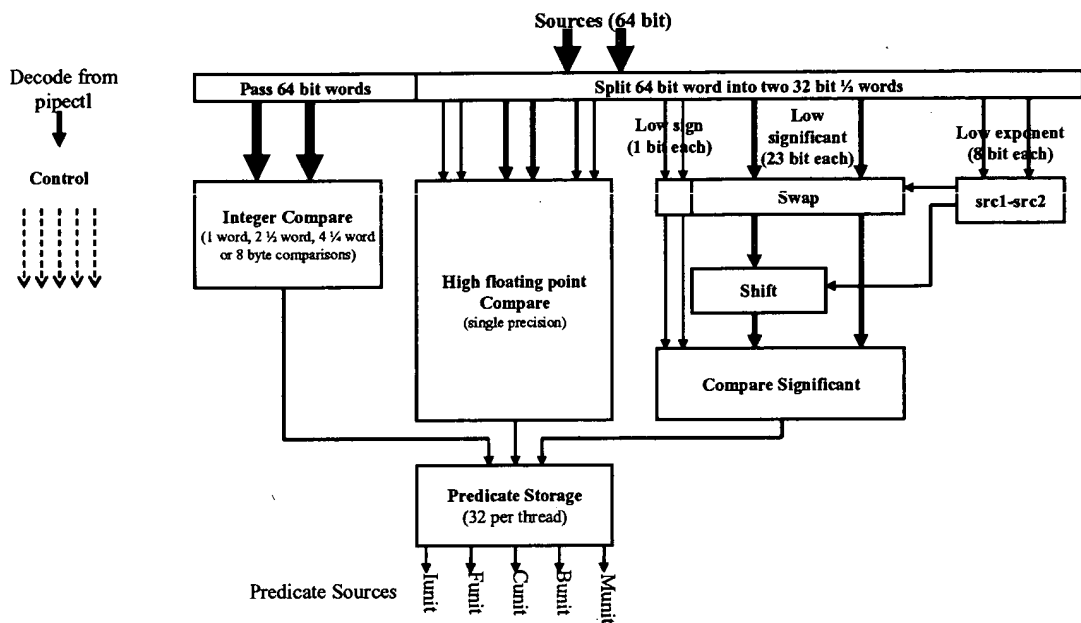 Sources (64 bit)
Decode from
pipectl
Pass 64 bit words
Split 64 bit word into two 32 bit ½ words
Low sign
(1 bit each)
Low
significant
(23 bit each)
Low exponent
(8 bit each)
Control
Integer Compare
(1 word, 2 ½ word, 4 ¼ word
or 8 byte comparisons)
Swap
src1-src2
High floating point
Compare
(single precision)
Shift
Compare Significant
Predicate Storage
(32 per thread)
Predicate Sources
Iunit
Funit
Cunit
Bunit
Munit